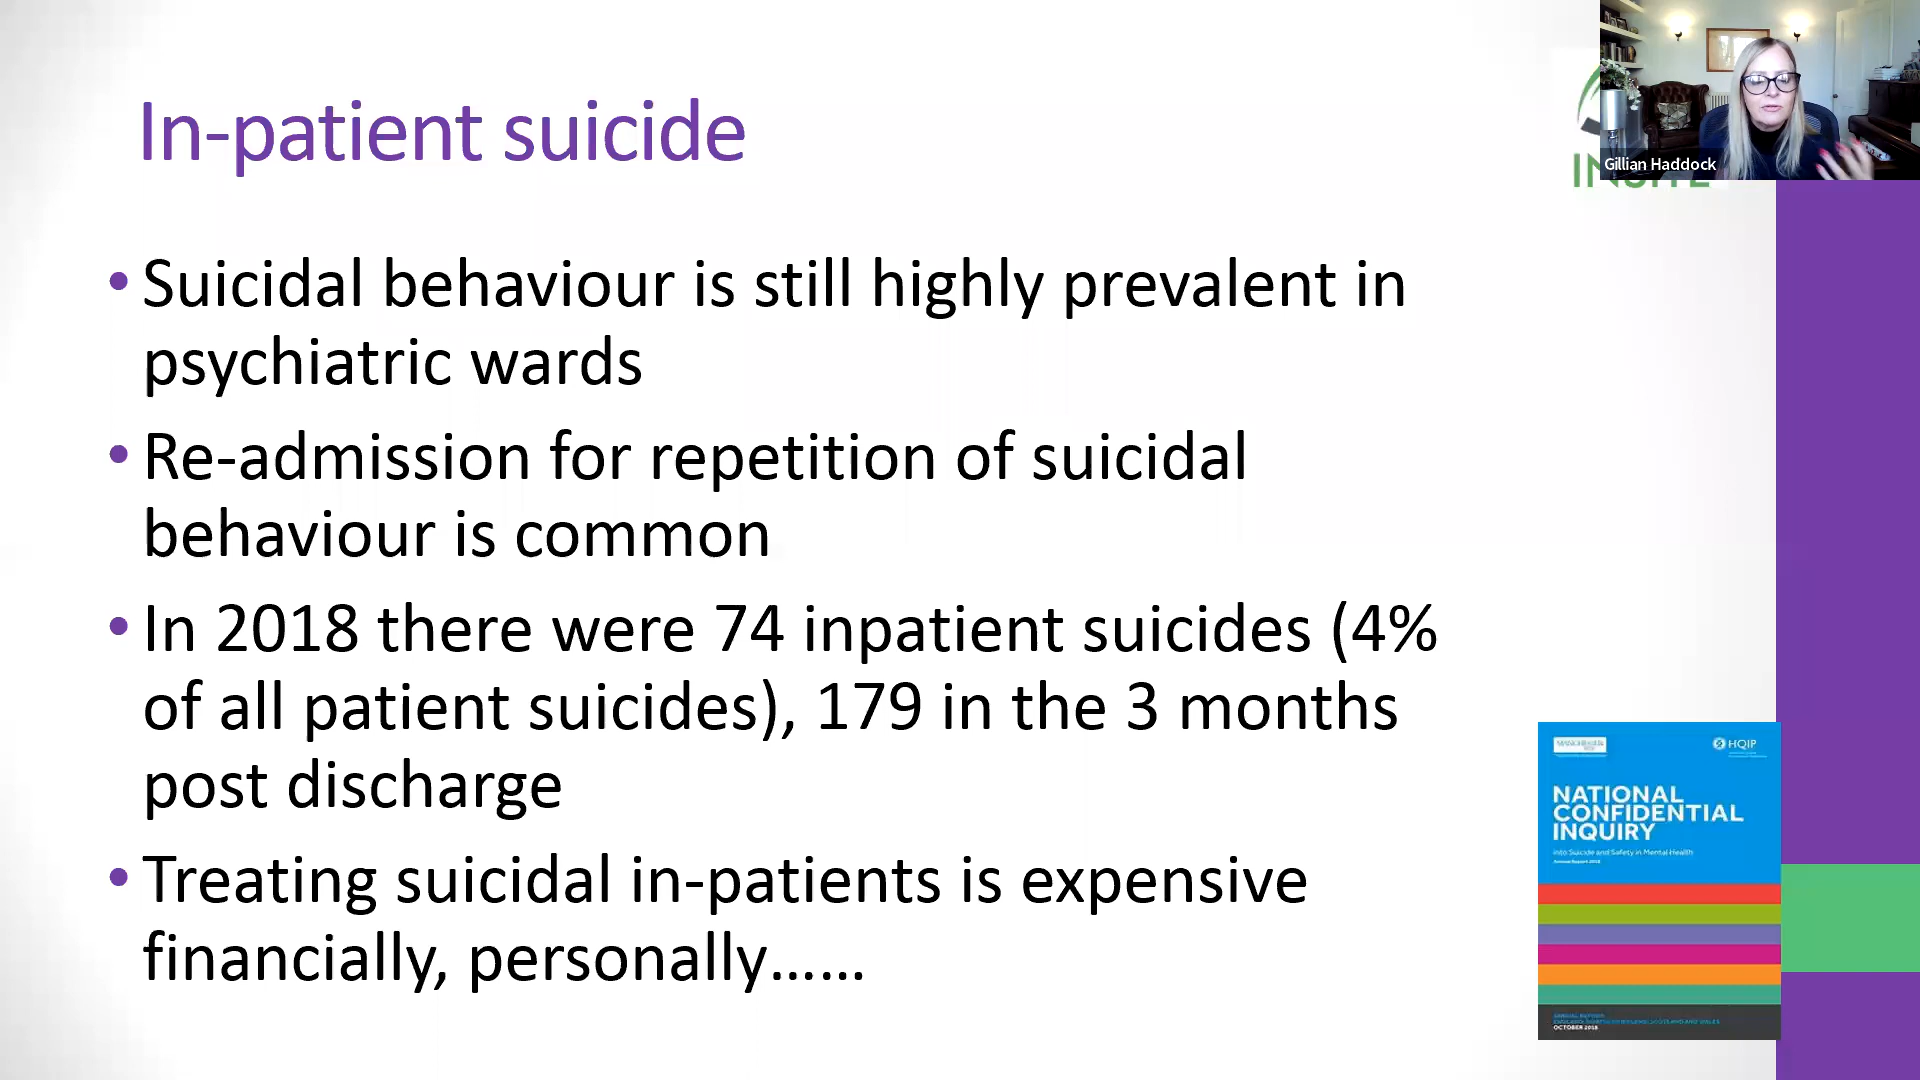 In-patient suicide
Gillian Haddock
• Suicidal behaviour is still highly prevalent in
psychiatric wards
• Re-admission for repetition of suicidal
behaviour is common
• In 2018 there were 74 inpatient suicides (4%
of all patient suicides), 179 in the 3 months
post discharge
• Treating suicidal in-patients is expensive
financially, personally......
HQIP
NATIONAL
CONFIDENTIAL
INQUIRY
into Suicide and Safety in Mental Health
Annual Report 2018
OCTOBER 2018